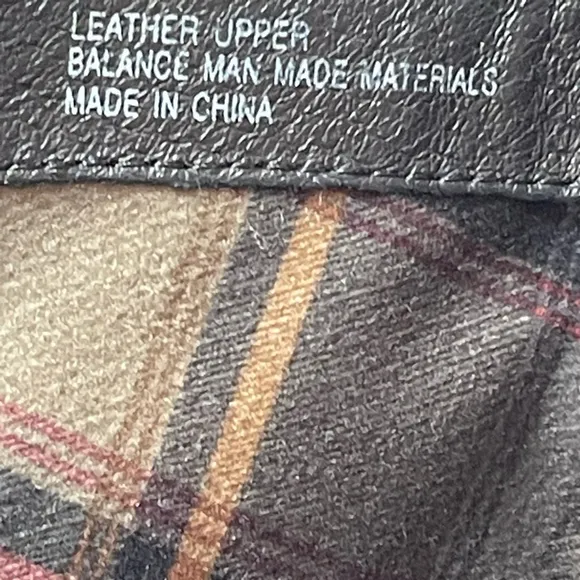 LEATHER UPPER
BALANCE MAN MADE MATERIALS
MADE IN CHINA